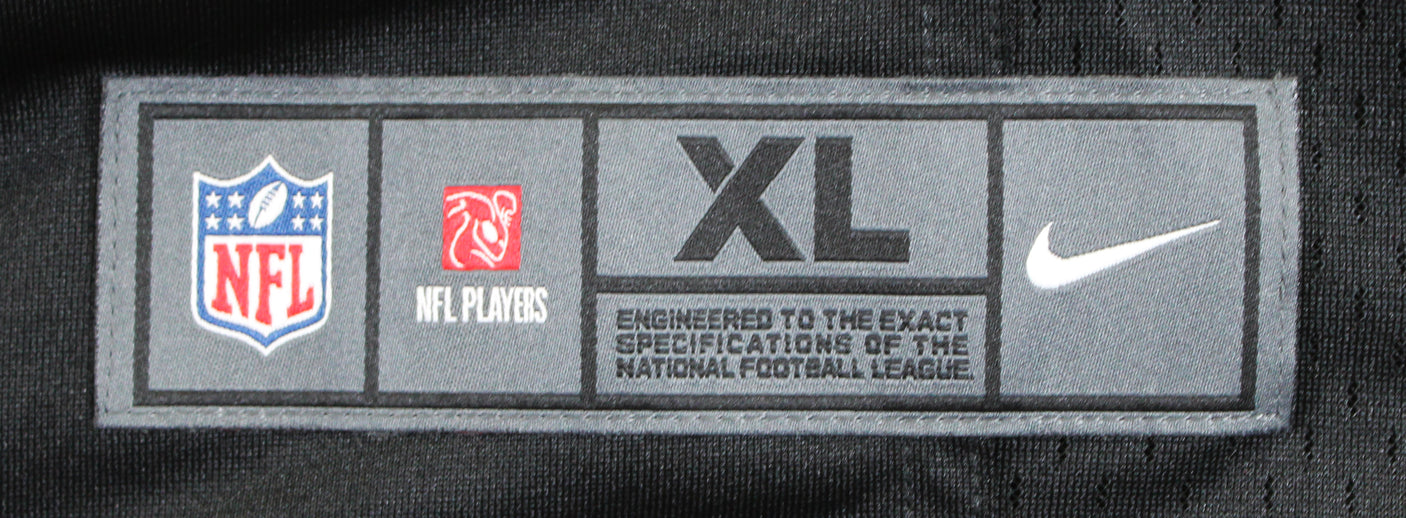 NFL
NFL PLAYERS
XL
ENGINEERED TO THE EXACT
SPECIFICATIONS OF THE
NATIONAL FOOTBALL LEAGUE.